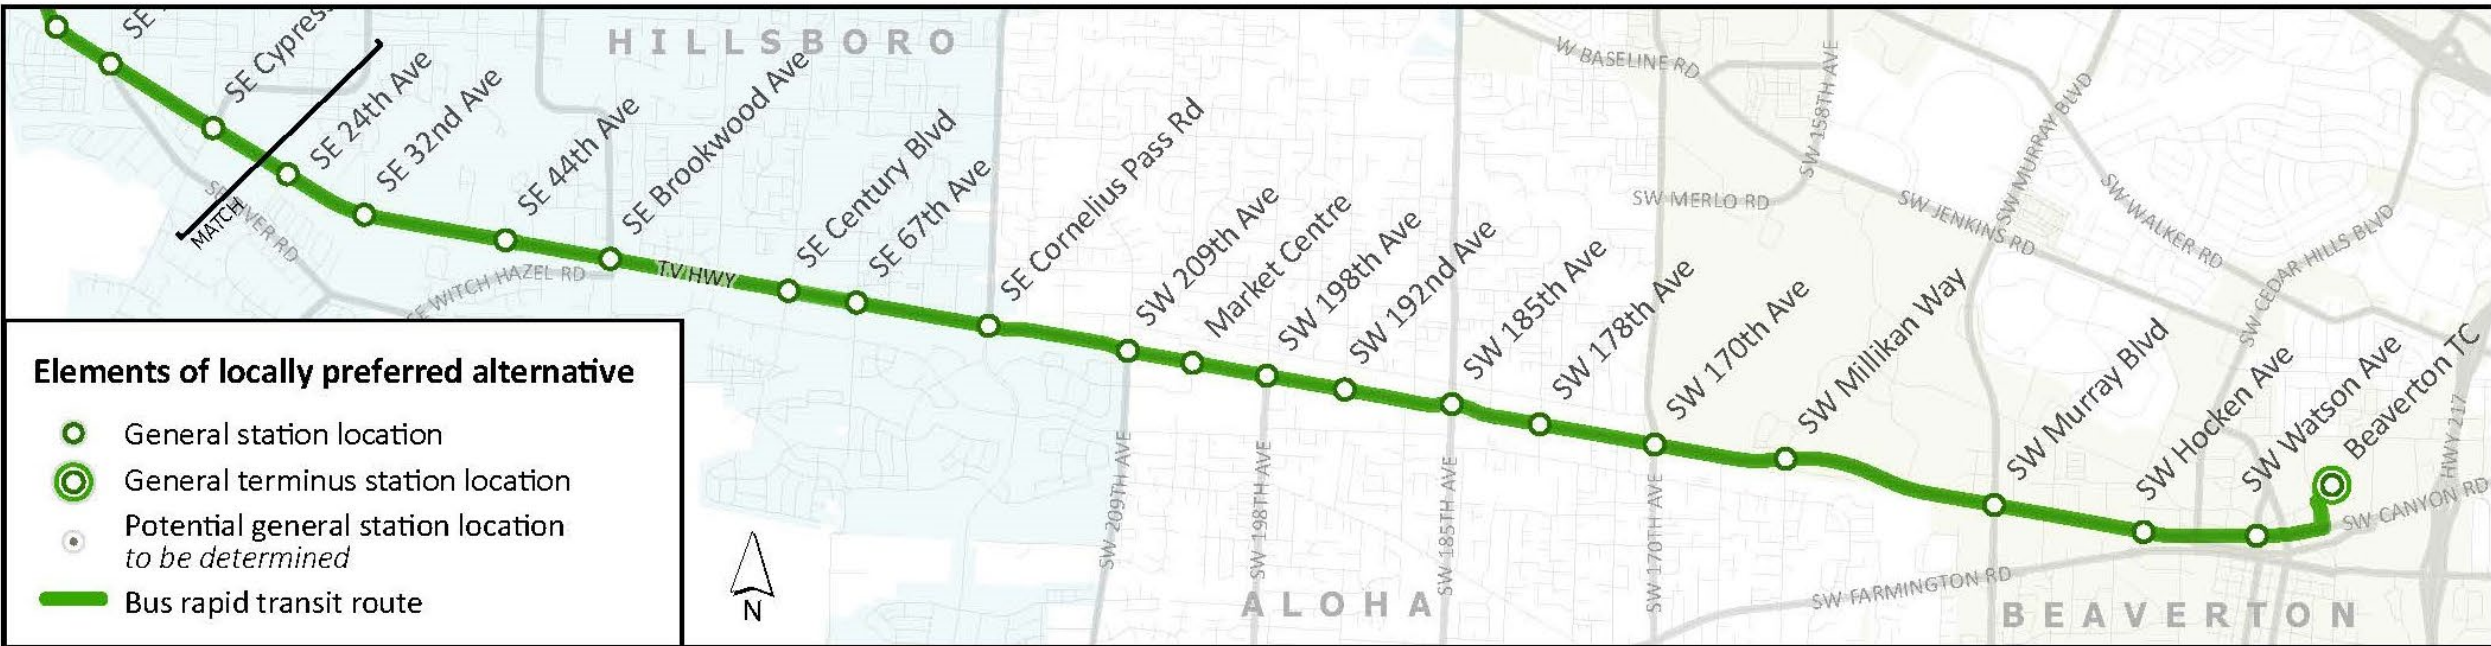 SE
SE Cypress
HILLSBORO
MATCH
SE 24th Ave
SE 32nd Ave
SE 44th Ave
SE Brookwood Ave
SE Century Blvd
SE 67th Ave
SE Cornelius Pass Rd
SW 209th Ave
Market Centre
SW 198th Ave
SW 192nd Ave
SW 185th Ave
SW 178th Ave
SW 170th Ave
SW Millikan Way
SW Murray Blvd
SW Hocken Ave
SW Watson Ave
Beaverton TC
W BASELINE RD
SW 158TH AVE
SW MURRAY BLVD
SW MERLO RD
SW JENKINS RD
SW WALKER RD
SW CEDAR HILLS BLVD
HWY 217
SW CANYON RD
RIVER RD
SE WITCH HAZEL RD
TV HWY
SW 209TH AVE
SW 198TH AVE
SW 185TH AVE
SW 170TH AVE
SW FARMINGTON RD
ALOHA
BEAVERTON
Elements of locally preferred alternative
General station location
General terminus station location
Potential general station location
to be determined
Bus rapid transit route
N